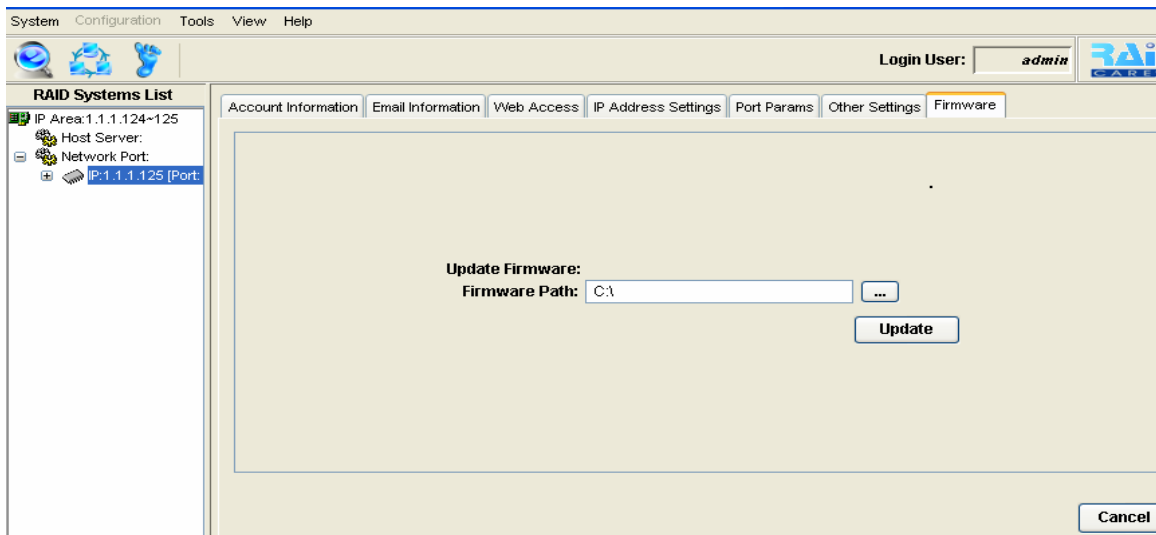 System Configuration Tools View Help
Login User: admin
RAi
CARE
RAID Systems List
IP Area:1.1.1.124~125
Host Server:
Network Port:
IP:1.1.1.125 [Port:
Account Information Email Information Web Access IP Address Settings Port Params Other Settings Firmware
Update Firmware:
Firmware Path: C:\
...
Update
Cancel